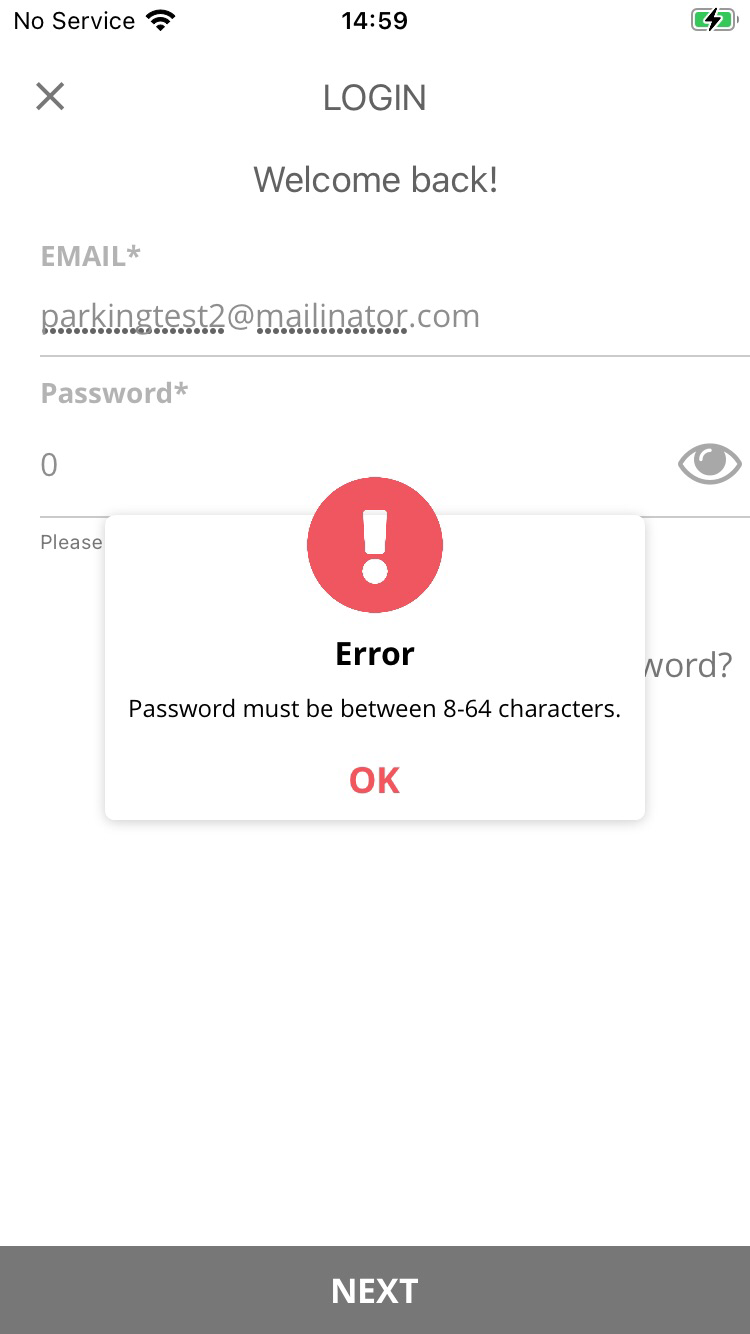 No Service 14:59
LOGIN
Welcome back!
EMAIL*
parkingtest2@mailinator.com
Password*
0
Please
word?
Error
Password must be between 8-64 characters.
OK
NEXT